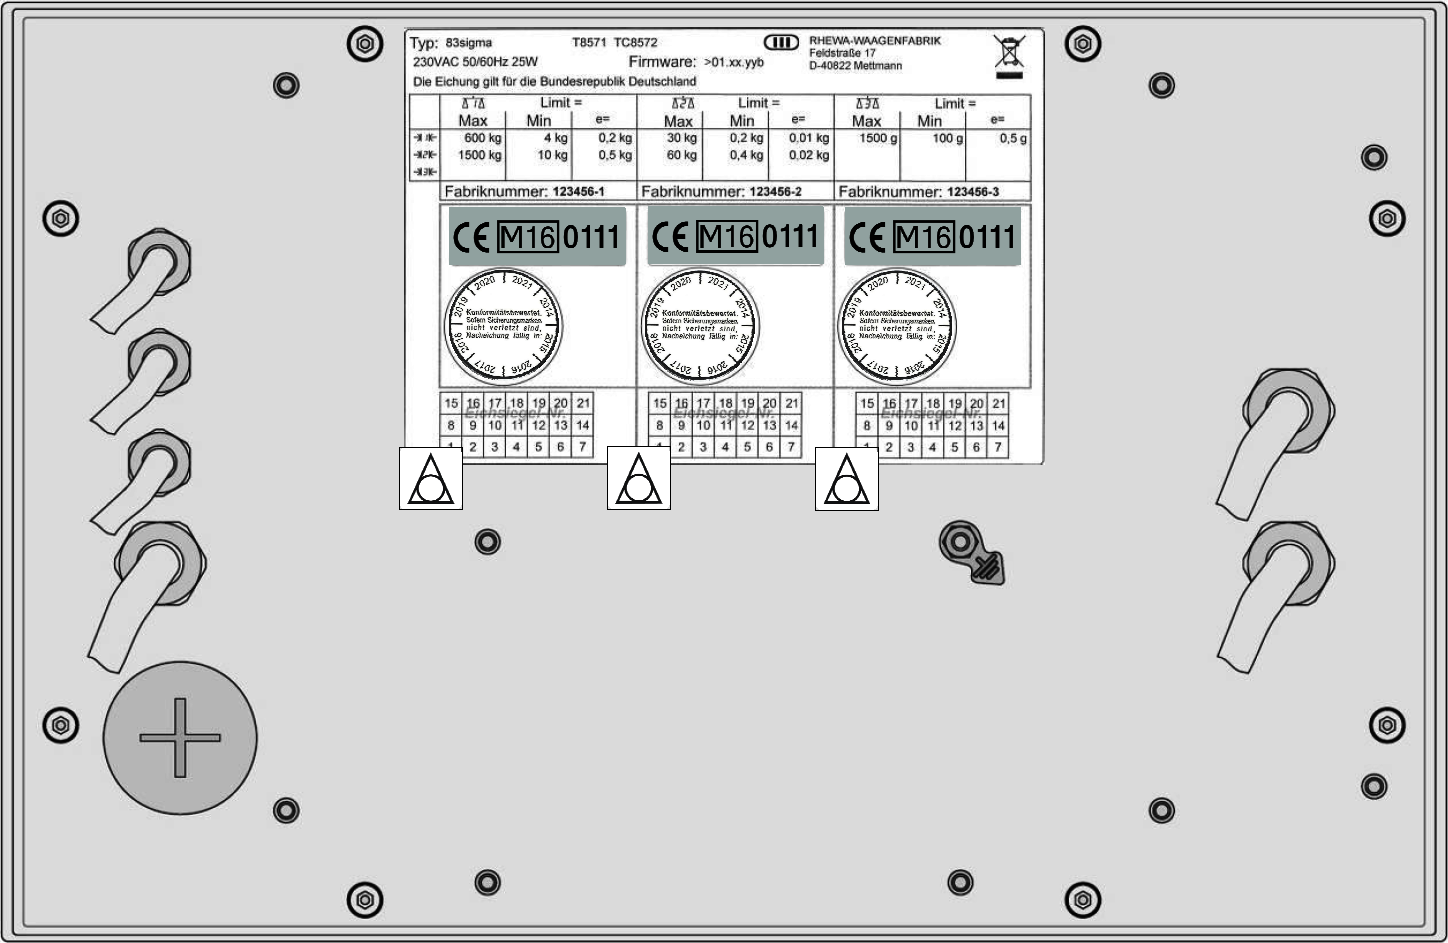 Typ: 83sigma T8571 TC8572 RHEWA-WAAGENFABRIK
230VAC 50/60Hz 25W Firmware: >01.xx.yyb Feldstraße 17
D-40822 Mettmann
Die Eichung gilt für die Bundesrepublik Deutschland
1 Limit = 2 Limit = 3 Limit =
Max Min e= Max Min e= Max Min e=
1 600 kg 4 kg 0,2 kg 30 kg 0,2 kg 0,01 kg 1500 g 100 g 0,5 g
2 1500 kg 10 kg 0,5 kg 60 kg 0,4 kg 0,02 kg
3
Fabriknummer: 123456-1 Fabriknummer: 123456-2 Fabriknummer: 123456-3
CE M16 0111 CE M16 0111 CE M16 0111
2014 2015 2016 2017 2018 2019 2020 2021
Konformitätsbewertet.
Sofern Sicherungsmarken
nicht verletzt sind,
Nacheichung fällig in:
2014 2015 2016 2017 2018 2019 2020 2021
Konformitätsbewertet.
Sofern Sicherungsmarken
nicht verletzt sind,
Nacheichung fällig in:
2014 2015 2016 2017 2018 2019 2020 2021
Konformitätsbewertet.
Sofern Sicherungsmarken
nicht verletzt sind,
Nacheichung fällig in:
15 16 17 18 19 20 21 15 16 17 18 19 20 21 15 16 17 18 19 20 21
Eichsiegel-Nr. Eichsiegel-Nr. Eichsiegel-Nr.
8 9 10 11 12 13 14 8 9 10 11 12 13 14 8 9 10 11 12 13 14
1 2 3 4 5 6 7 1 2 3 4 5 6 7 2 3 4 5 6 7